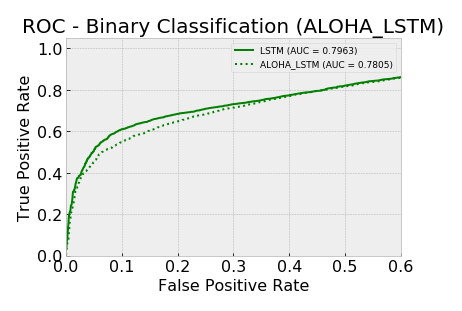 ROC - Binary Classification (ALOHA_LSTM)
LSTM (AUC = 0.7963)
ALOHA_LSTM (AUC = 0.7805)
True Positive Rate
1.0
0.8
0.6
0.4
0.2
0.0
0.0 0.1 0.2 0.3 0.4 0.5 0.6
False Positive Rate